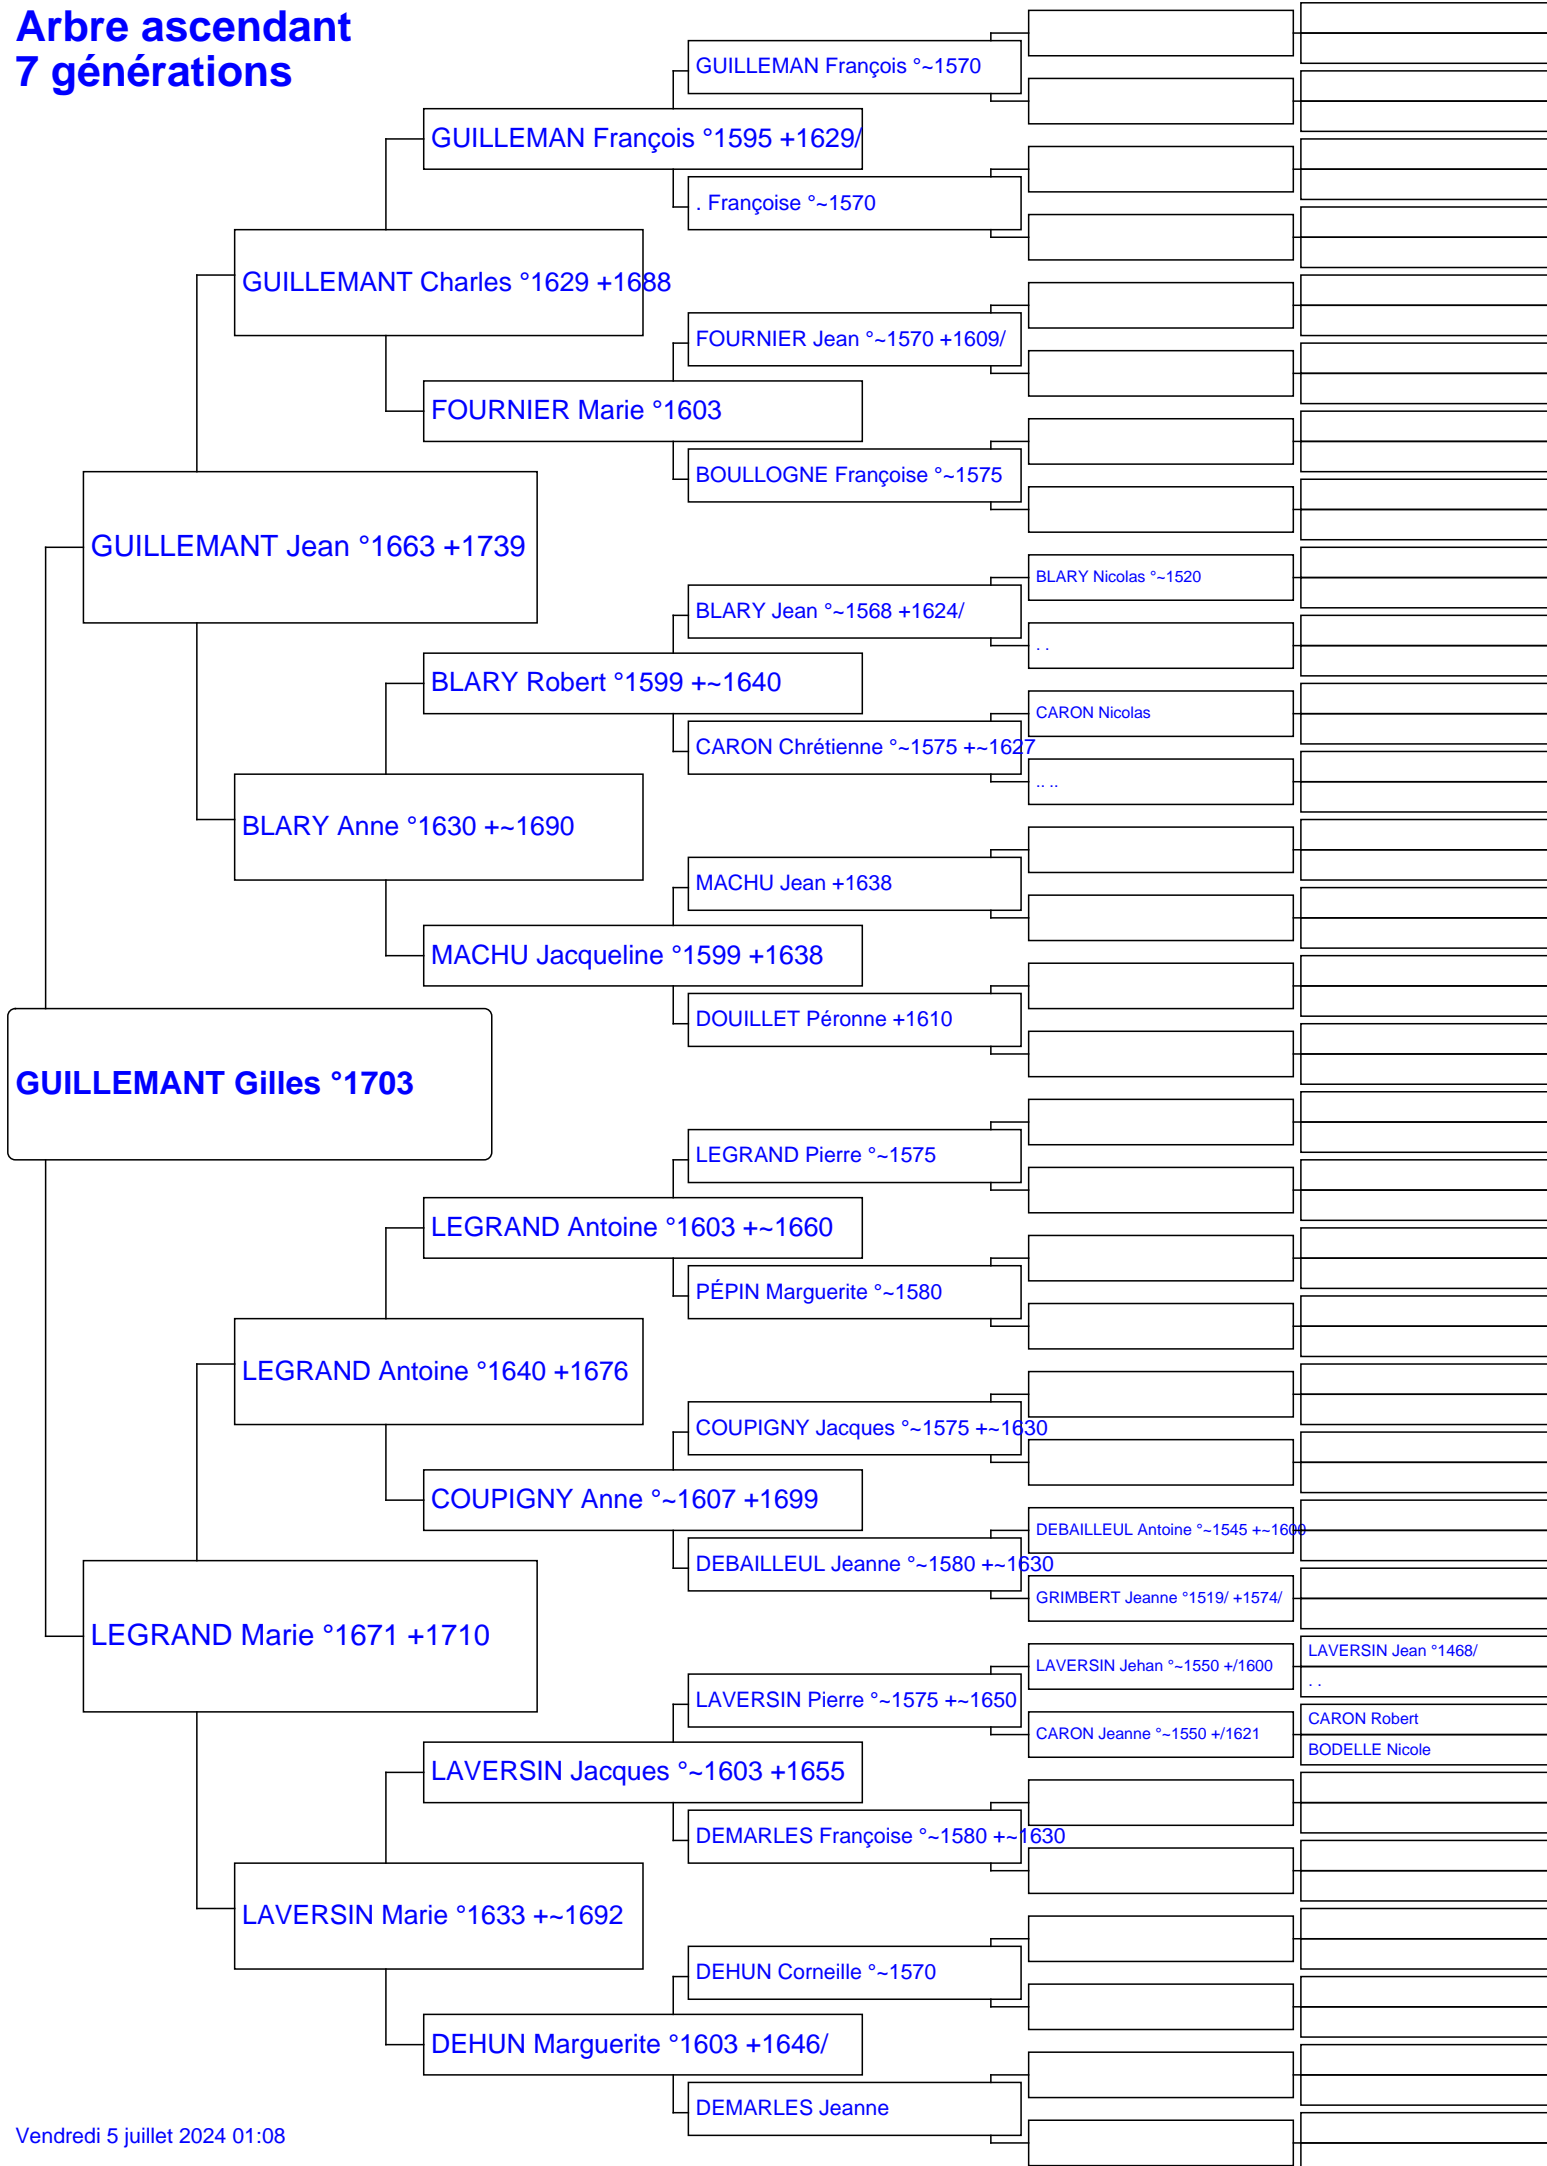 Arbre ascendant
7 générations
GUILLEMAN François °~1570
GUILLEMAN François °1595 +1629/
. Françoise °~1570
GUILLEMANT Charles °1629 +1688
FOURNIER Jean °~1570 +1609/
FOURNIER Marie °1603
BOULLOGNE Françoise °~1575
GUILLEMANT Jean °1663 +1739
BLARY Nicolas °~1520
BLARY Jean °~1568 +1624/
. .
BLARY Robert °1599 +~1640
CARON Nicolas
CARON Chrétienne °~1575 +~1627
.. ..
BLARY Anne °1630 +~1690
MACHU Jean +1638
MACHU Jacqueline °1599 +1638
DOUILLET Péronne +1610
GUILLEMANT Gilles °1703
LEGRAND Pierre °~1575
LEGRAND Antoine °1603 +~1660
PÉPIN Marguerite °~1580
LEGRAND Antoine °1640 +1676
COUPIGNY Jacques °~1575 +~1630
COUPIGNY Anne °~1607 +1699
DEBAILLEUL Antoine °~1545 +~1600
DEBAILLEUL Jeanne °~1580 +~1630
GRIMBERT Jeanne °1519/ +1574/
LEGRAND Marie °1671 +1710
LAVERSIN Jean °1468/
LAVERSIN Jehan °~1550 +/1600
. .
LAVERSIN Pierre °~1575 +~1650
CARON Robert
CARON Jeanne °~1550 +/1621
BODELLE Nicole
LAVERSIN Jacques °~1603 +1655
DEMARLES Françoise °~1580 +~1630
LAVERSIN Marie °1633 +~1692
DEHUN Corneille °~1570
DEHUN Marguerite °1603 +1646/
DEMARLES Jeanne
Vendredi 5 juillet 2024 01:08